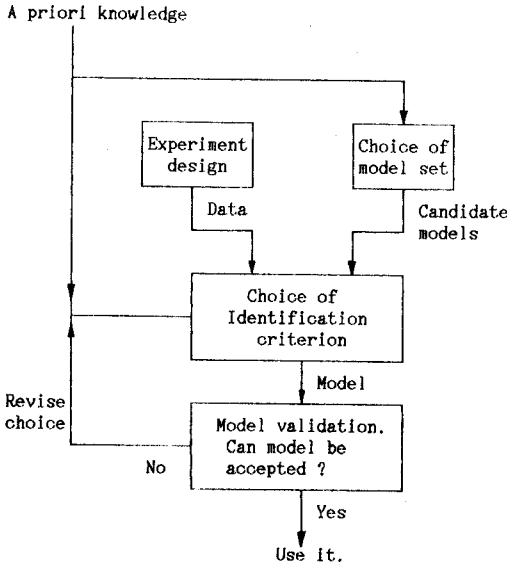 A priori knowledge
Experiment
design
Choice of
model set
Data
Candidate
models
Choice of
Identification
criterion
Model
Revise
choice
Model validation.
Can model be
accepted ?
No
Yes
Use it.